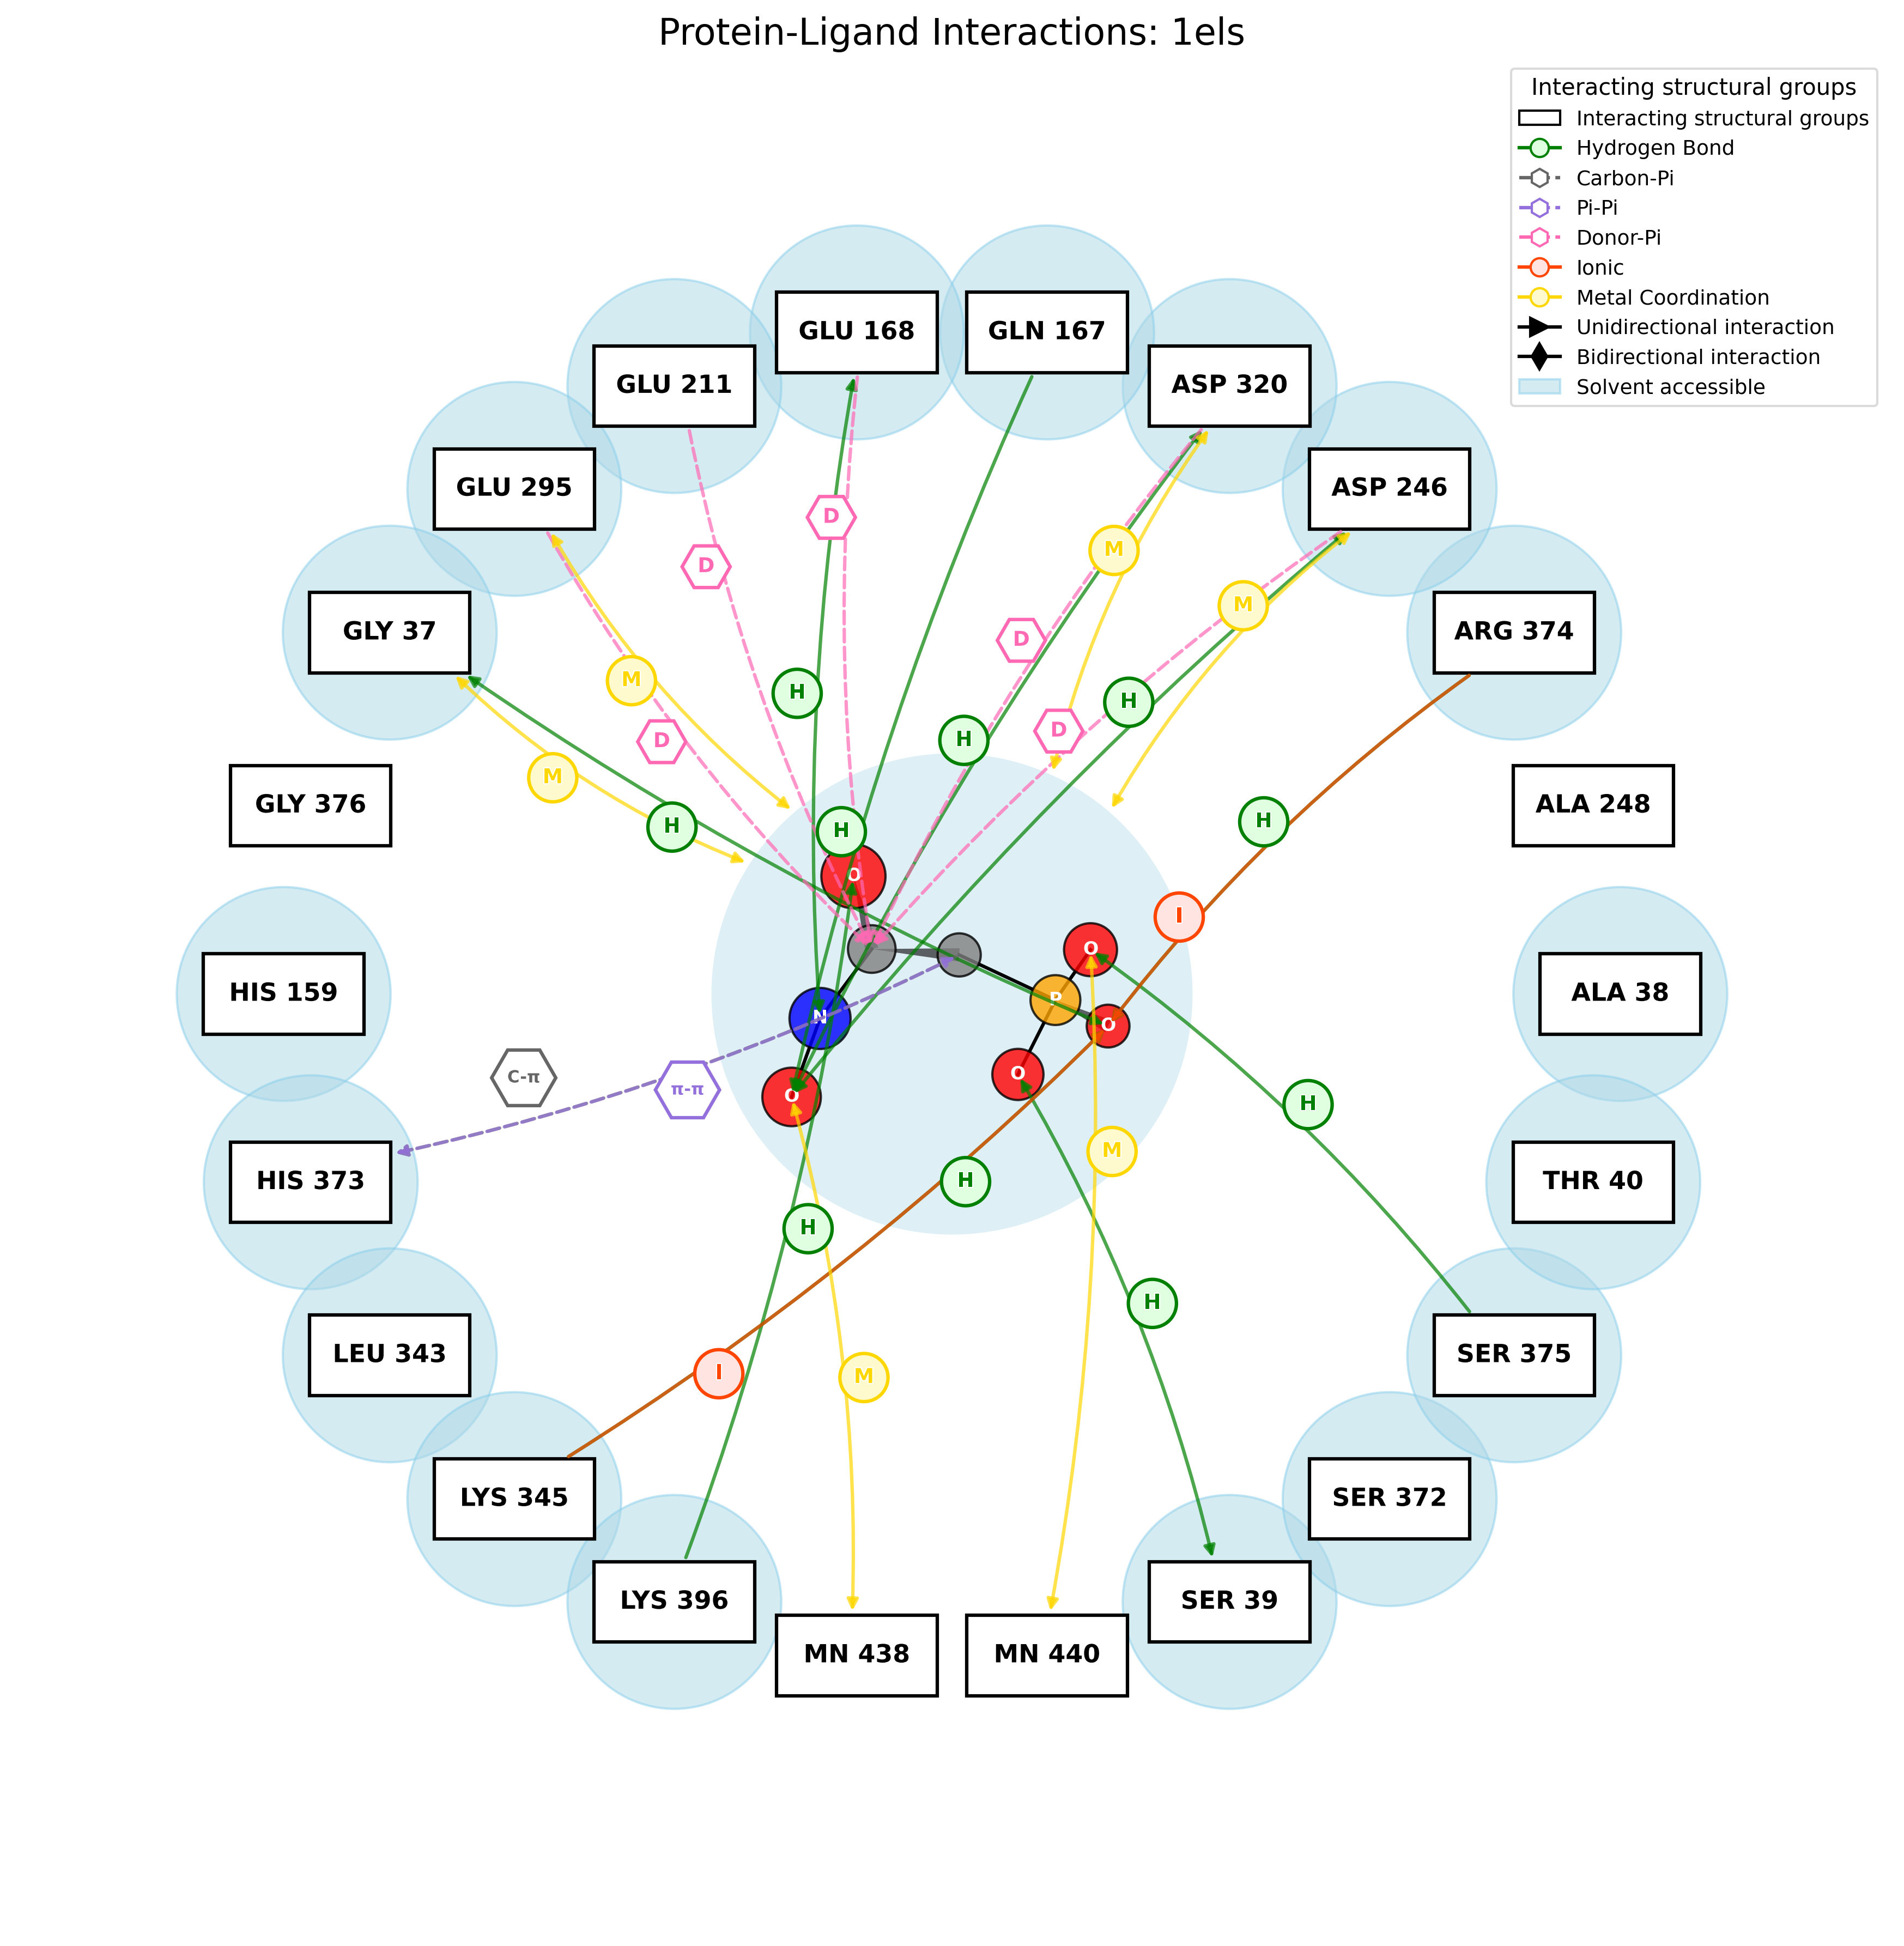 Protein-Ligand Interactions: 1els
Interacting structural groups
Interacting structural groups
Hydrogen Bond
Carbon-Pi
Pi-Pi
Donor-Pi
Ionic
Metal Coordination
Unidirectional interaction
Bidirectional interaction
Solvent accessible
GLU 168
GLN 167
GLU 211
ASP 320
GLU 295
ASP 246
D
M
D
M
GLY 37
ARG 374
D
M
H
H
D
H
D
M
GLY 376
ALA 248
H
H
H
O
I
O
HIS 159
ALA 38
P
N
O
O
O
C-π
π-π
H
M
HIS 373
H
THR 40
H
H
LEU 343
SER 375
I
M
LYS 345
SER 372
LYS 396
SER 39
MN 438
MN 440